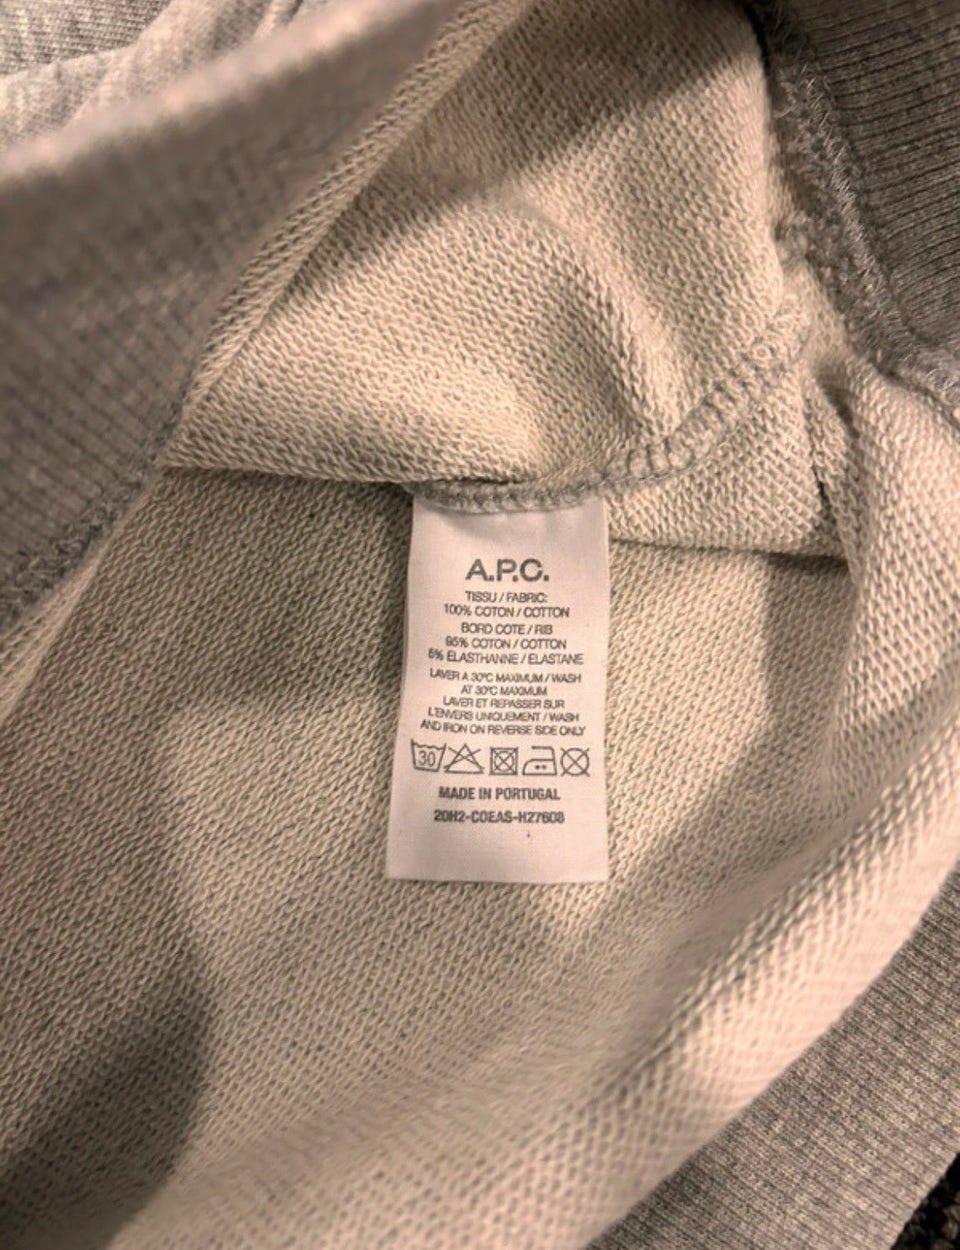 A.P.C.
TISSU / FABRIC:
100% COTON / COTTON
BORD COTE / RIB
95% COTON / COTTON
5% ELASTHANNE / ELASTANE
LAVER A 30°C MAXIMUM / WASH
AT 30°C MAXIMUM
LAVER ET REPASSER SUR
L'ENVERS UNIQUEMENT / WASH
AND IRON ON REVERSE SIDE ONLY
30
MADE IN PORTUGAL
20H2-COEAS-H27608